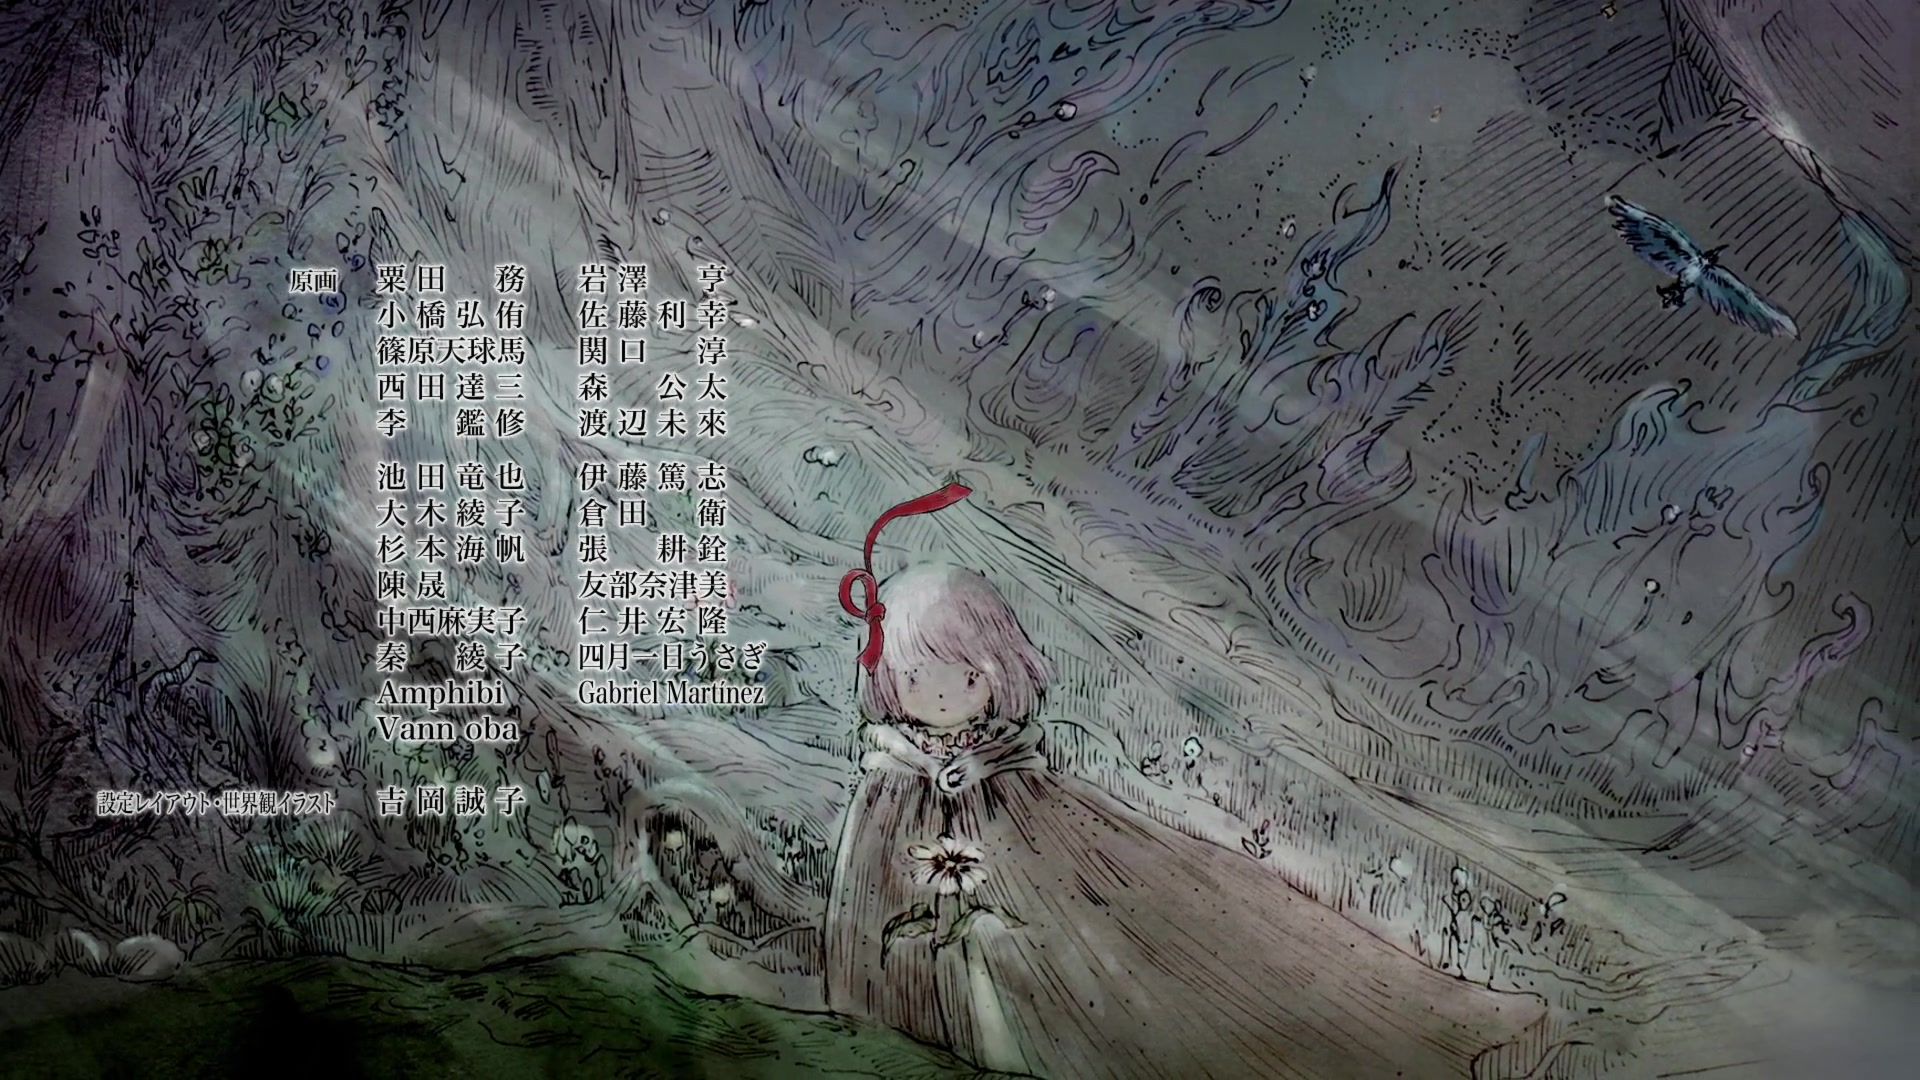 原画 粟田 務 岩澤 亨
小橋弘侑 佐藤利幸
篠原天球馬 関口 淳
西田達三 森 公太
李 鑑修 渡辺未來
池田竜也 伊藤篤志
大木綾子 倉田 衛
杉本海帆 張 耕銓
陳晟 友部奈津美
中西麻実子 仁井宏隆
秦 綾子 四月一日うさぎ
Amphibi Gabriel Martínez
Vann oba
設定レイアウト・世界観イラスト 吉岡誠子